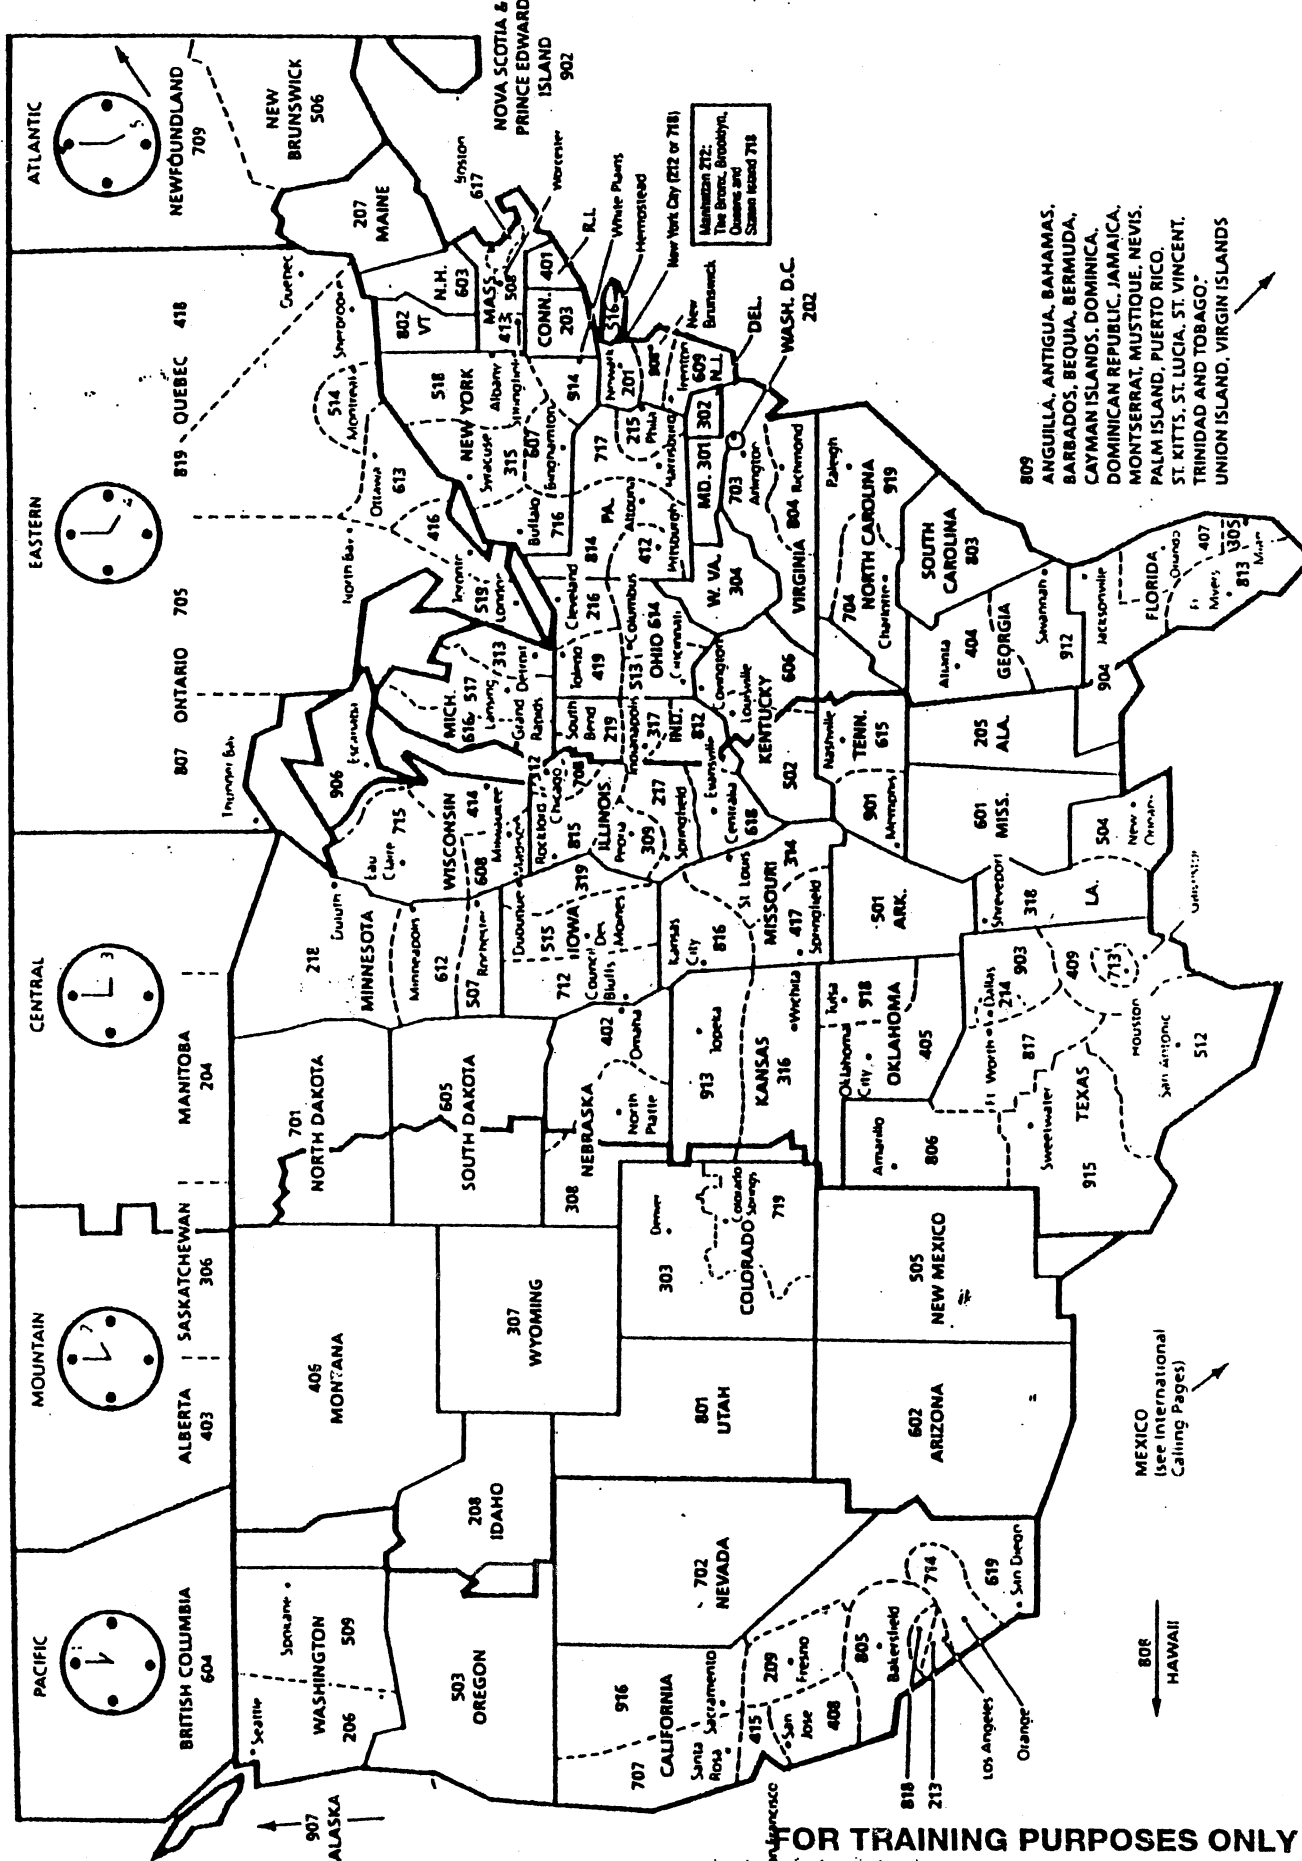 PACIFIC
MOUNTAIN
CENTRAL
EASTERN
ATLANTIC
BRITISH COLUMBIA
604
ALBERTA
403
SASKATCHEWAN
306
MANITOBA
204
807 ONTARIO 705
819 QUEBEC 418
NEWFOUNDLAND
709
NEW
BRUNSWICK
506
NOVA SCOTIA &
PRINCE EDWARD
ISLAND
902
907
ALASKA
Seattle
Spokane
WASHINGTON
206
509
503
OREGON
208
IDAHO
406
MONTANA
307
WYOMING
702
NEVADA
801
UTAH
602
ARIZONA
505
NEW MEXICO
303
Denver
COLORADO
Colorado
Springs
719
916
707
CALIFORNIA
Santa
Rosa
Sacramento
415
San
Jose
408
209
Fresno
805
Bakersfield
714
619
San Diego
818
213
Los Angeles
Orange
808
HAWAII
MEXICO
(see International
Calling Pages)
701
NORTH DAKOTA
605
SOUTH DAKOTA
308
NEBRASKA
402
North
Platte
Omaha
913
Topeka
KANSAS
316
Wichita
Oklahoma
City
Tulsa
918
OKLAHOMA
405
Amarillo
806
Ft Worth
Dallas
214
903
817
Sweetwater
TEXAS
915
409
713
Houston
San Antonio
512
218
Duluth
MINNESOTA
Minneapolis
612
507
Rochester
Dubuque
515
IOWA
319
712
Council
Bluffs
Des
Moines
Kansas
City
816
St Louis
MISSOURI
314
417
Springfield
501
ARK.
Shreveport
318
LA.
504
New
Orleans
Thunder Bay
906
Escanaba
Eau
Claire
715
WISCONSIN
414
608
Milwaukee
Madison
Rockford
Chicago
312
708
815
ILLINOIS
Peoria
309
217
Springfield
Centralia
618
MICH.
616
517
Lansing
313
Grand
Rapids
Detroit
South
Bend
219
Indianapolis
317
IND.
812
Evansville
Toledo
419
Cleveland
216
Columbus
513
OHIO 614
Cincinnati
Covington
Louisville
KENTUCKY
606
502
Nashville
TENN.
615
901
Memphis
601
MISS.
205
ALA.
Atlanta
404
GEORGIA
Savannah
912
904
Jacksonville
FLORIDA
Orlando
407
Ft
Myers
305
813
Miami
SOUTH
CAROLINA
803
704
NORTH CAROLINA
Charlotte
919
Raleigh
VIRGINIA
804
Richmond
703
Arlington
W. VA.
304
MD. 301
302
DEL.
WASH. D.C.
202
North Bay
Ottawa
613
416
Toronto
519
London
514
Montreal
Sherbrooke
Quebec
207
MAINE
N.H.
603
802
VT
MASS.
508
413
Boston
617
Worcester
Springfield
CONN.
203
401
R.I.
518
Albany
NEW YORK
Syracuse
315
607
Binghamton
Buffalo
716
914
White Plains
Hempstead
516
New York City (212 or 718)
Manhattan 212;
The Bronx, Brooklyn,
Queens and
Staten Island 718
Newark
201
New
Brunswick
Trenton
609
N.J.
814
PA.
Altoona
412
Pittsburgh
717
Harrisburg
215
Phila
809
ANGUILLA, ANTIGUA, BAHAMAS,
BARBADOS, BEQUIA, BERMUDA,
CAYMAN ISLANDS, DOMINICA,
DOMINICAN REPUBLIC, JAMAICA,
MONTSERRAT, MUSTIQUE, NEVIS,
PALM ISLAND, PUERTO RICO,
ST. KITTS, ST. LUCIA, ST. VINCENT,
TRINIDAD AND TOBAGO,
UNION ISLAND, VIRGIN ISLANDS
FOR TRAINING PURPOSES ONLY